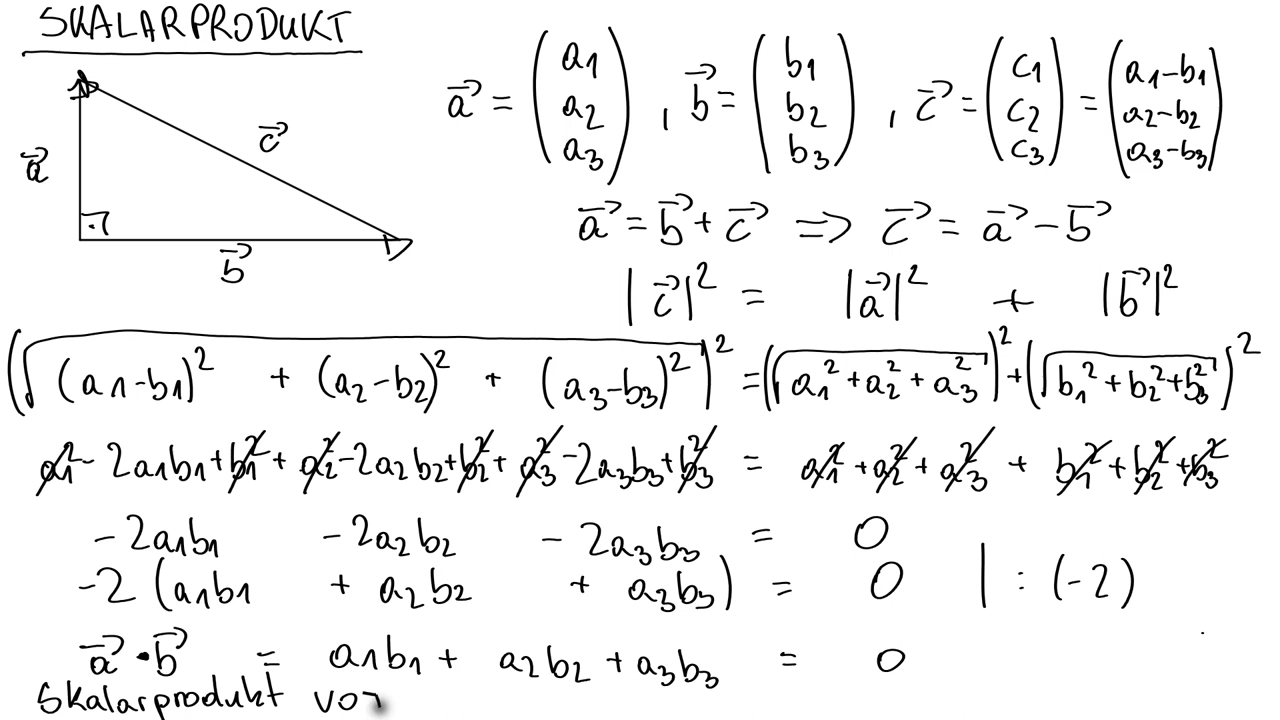 SKALARPRODUKT
a⃗ = (a1 a2 a3), b⃗ = (b1 b2 b3), c⃗ = (c1 c2 c3) = (a1-b1 a2-b2 a3-b3)
a⃗
c⃗
b⃗
a⃗ = b⃗ + c⃗ => c⃗ = a⃗ - b⃗
|c⃗|² = |a⃗|² + |b⃗|²
(√((a1-b1)² + (a2-b2)² + (a3-b3)²))² = (√(a1² + a2² + a3²))² + (√(b1² + b2² + b3²))²
a1² - 2a1b1 + b1² + a2² - 2a2b2 + b2² + a3² - 2a3b3 + b3² = a1² + a2² + a3² + b1² + b2² + b3²
-2a1b1 -2a2b2 -2a3b3 = 0
-2 (a1b1 + a2b2 + a3b3) = 0 | : (-2)
a⃗ • b⃗ = a1b1 + a2b2 + a3b3 = 0
Skalarprodukt